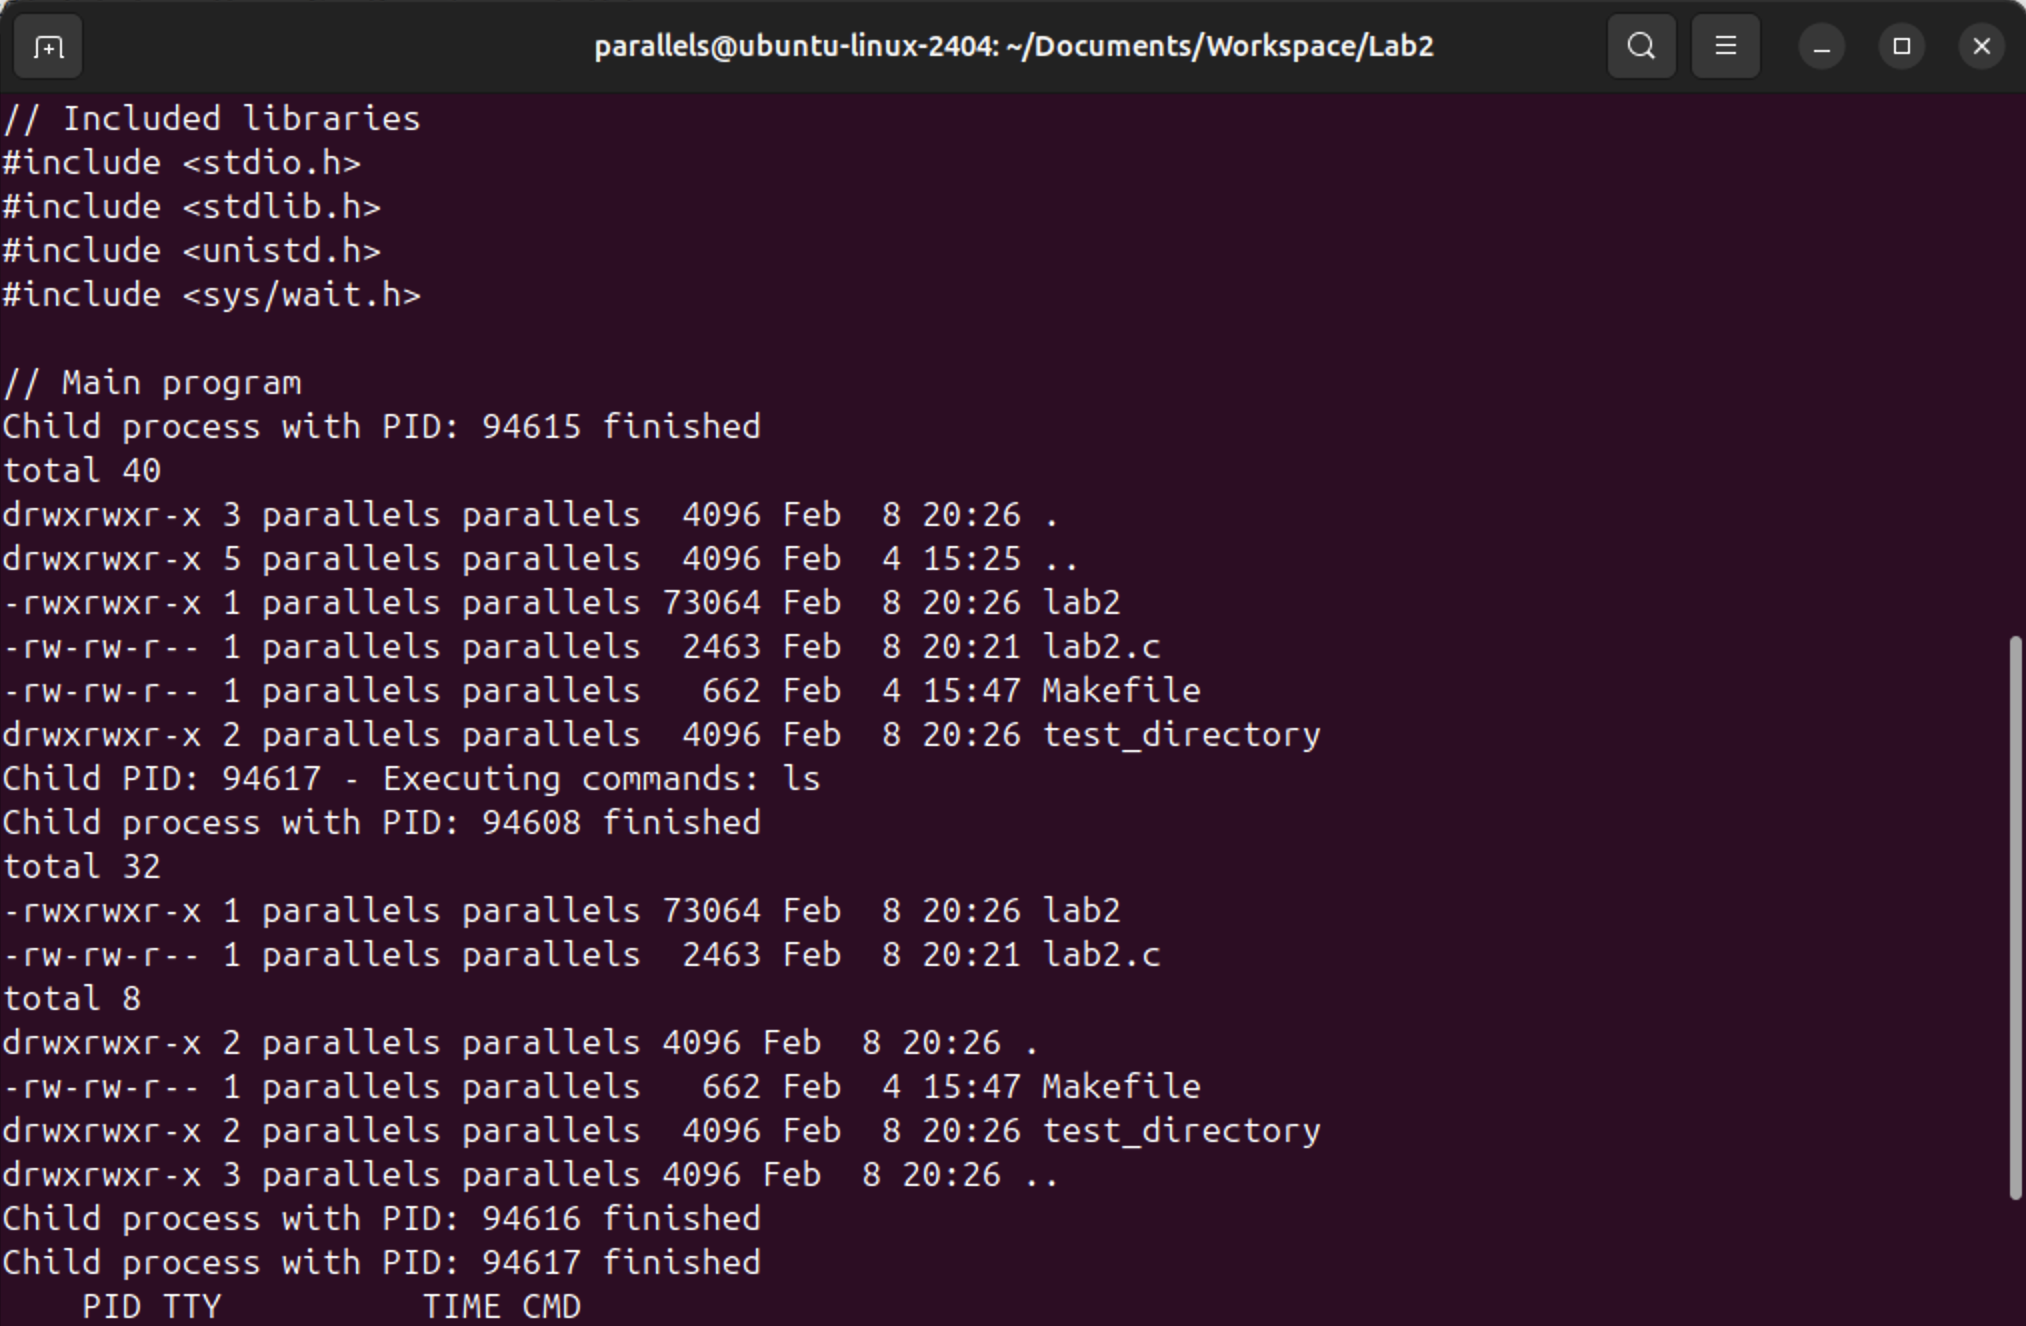 parallels@ubuntu-linux-2404: ~/Documents/Workspace/Lab2
// Included libraries
#include <stdio.h>
#include <stdlib.h>
#include <unistd.h>
#include <sys/wait.h>

// Main program
Child process with PID: 94615 finished
total 40
drwxrwxr-x 3 parallels parallels  4096 Feb  8 20:26 .
drwxrwxr-x 5 parallels parallels  4096 Feb  4 15:25 ..
-rwxrwxr-x 1 parallels parallels 73064 Feb  8 20:26 lab2
-rw-rw-r-- 1 parallels parallels  2463 Feb  8 20:21 lab2.c
-rw-rw-r-- 1 parallels parallels   662 Feb  4 15:47 Makefile
drwxrwxr-x 2 parallels parallels  4096 Feb  8 20:26 test_directory
Child PID: 94617 - Executing commands: ls
Child process with PID: 94608 finished
total 32
-rwxrwxr-x 1 parallels parallels 73064 Feb  8 20:26 lab2
-rw-rw-r-- 1 parallels parallels  2463 Feb  8 20:21 lab2.c
total 8
drwxrwxr-x 2 parallels parallels 4096 Feb  8 20:26 .
-rw-rw-r-- 1 parallels parallels   662 Feb  4 15:47 Makefile
drwxrwxr-x 2 parallels parallels  4096 Feb  8 20:26 test_directory
drwxrwxr-x 3 parallels parallels 4096 Feb  8 20:26 ..
Child process with PID: 94616 finished
Child process with PID: 94617 finished
    PID TTY          TIME CMD